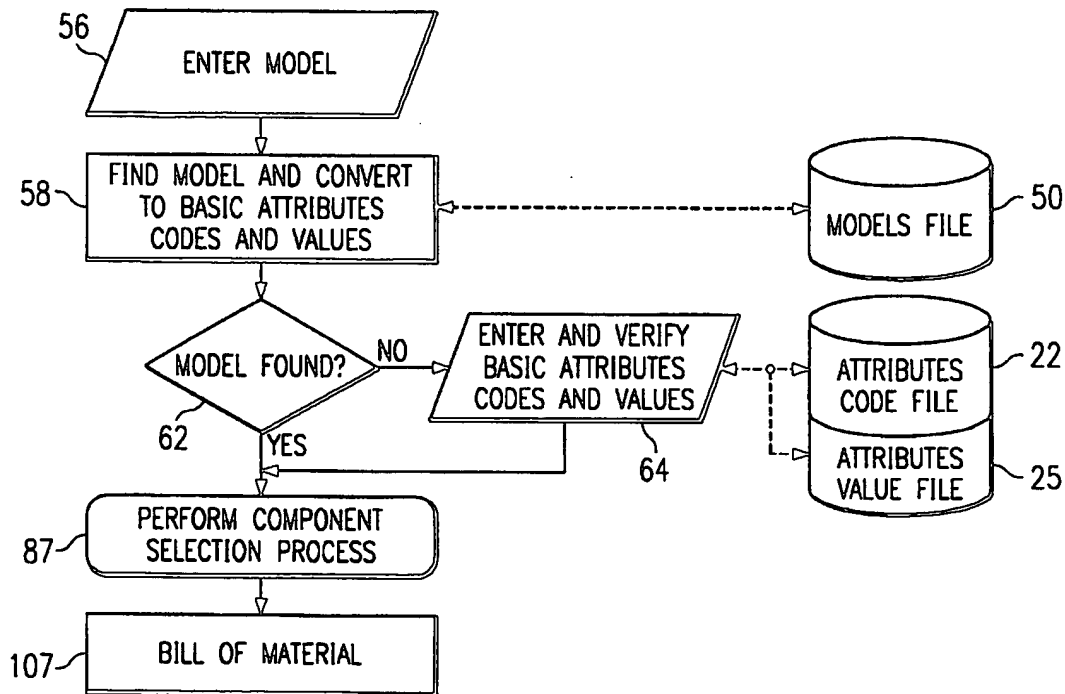 56
ENTER MODEL
58
FIND MODEL AND CONVERT
TO BASIC ATTRIBUTES
CODES AND VALUES
50
MODELS FILE
MODEL FOUND?
62
NO
YES
ENTER AND VERIFY
BASIC ATTRIBUTES
CODES AND VALUES
64
22
ATTRIBUTES
CODE FILE
ATTRIBUTES
VALUE FILE
25
87
PERFORM COMPONENT
SELECTION PROCESS
107
BILL OF MATERIAL